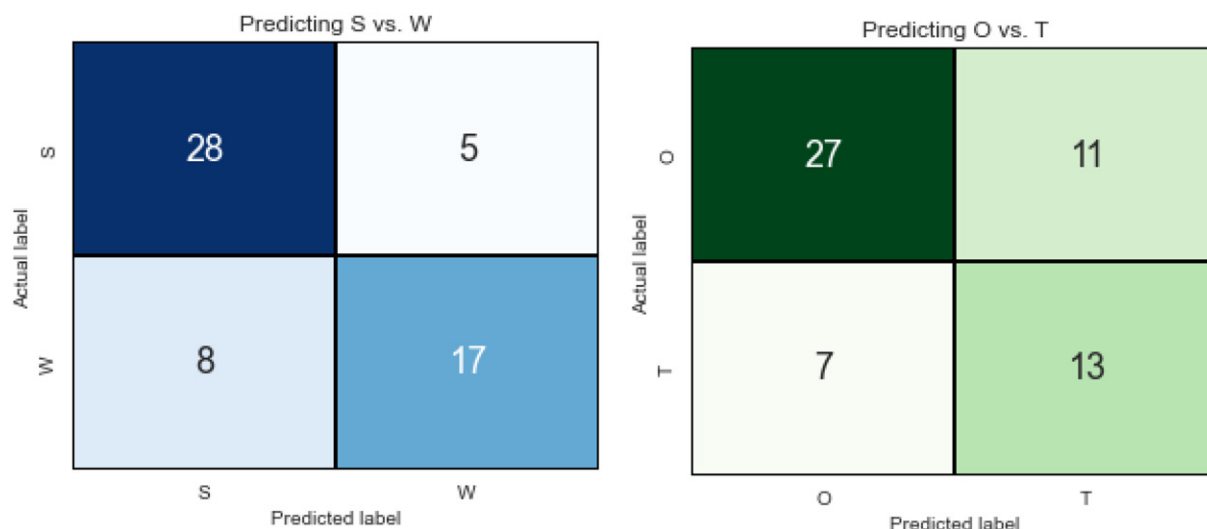 Predicting S vs. W
Actual label
S
28
5
W
8
17
S
W
Predicted label
Predicting O vs. T
Actual label
O
27
11
T
7
13
O
T
Predicted label